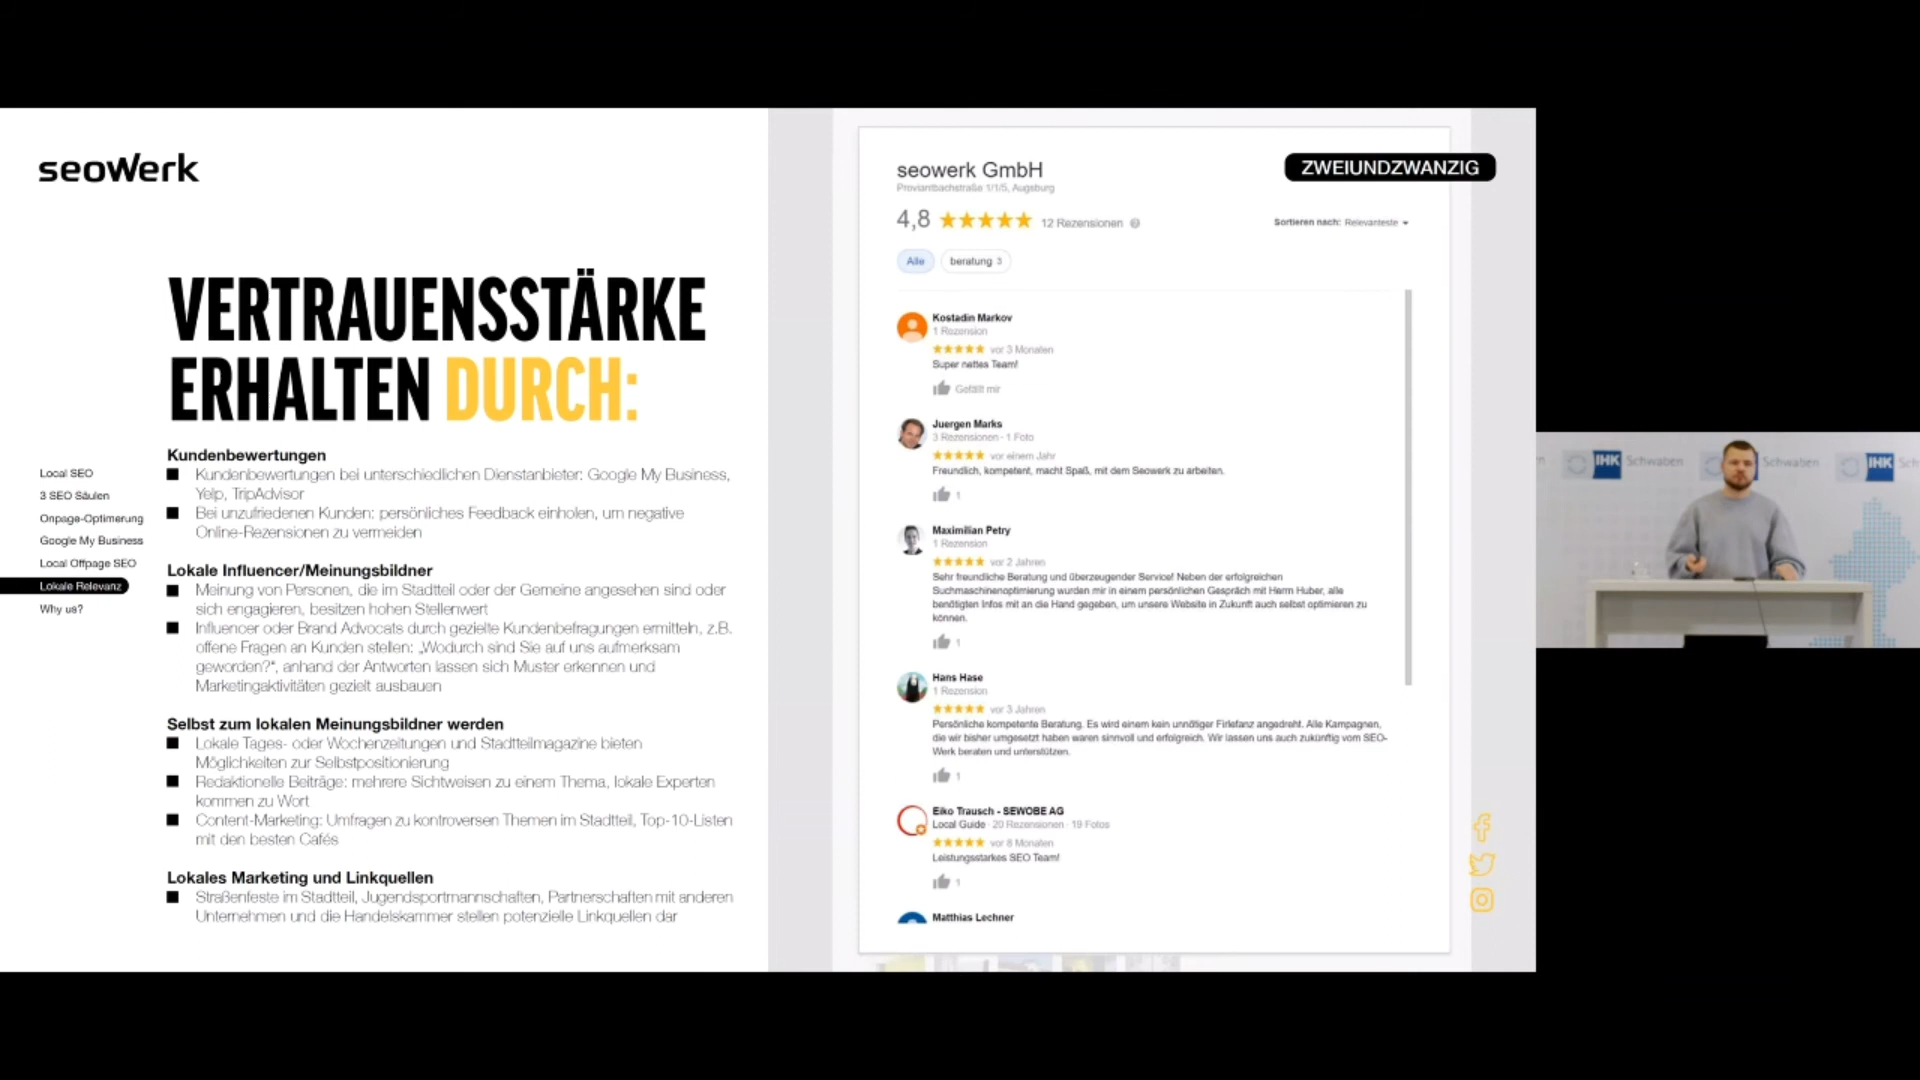 seoWerk
VERTRAUENSSTÄRKE
ERHALTEN DURCH:
Local SEO
3 SEO Säulen
Onpage-Optimerung
Google My Business
Local Offpage SEO
Lokale Relevanz
Why us?
Kundenbewertungen
Kundenbewertungen bei unterschiedlichen Dienstanbieter: Google My Business,
Yelp, TripAdvisor
Bei unzufriedenen Kunden: persönliches Feedback einholen, um negative
Online-Rezensionen zu vermeiden
Lokale Influencer/Meinungsbildner
Meinung von Personen, die im Stadtteil oder der Gemeine angesehen sind oder
sich engagieren, besitzen hohen Stellenwert
Influencer oder Brand Advocats durch gezielte Kundenbefragungen ermitteln, z.B.
offene Fragen an Kunden stellen: „Wodurch sind Sie auf uns aufmerksam
geworden?“, anhand der Antworten lassen sich Muster erkennen und
Marketingaktivitäten gezielt ausbauen
Selbst zum lokalen Meinungsbildner werden
Lokale Tages- oder Wochenzeitungen und Stadtteilmagazine bieten
Möglichkeiten zur Selbstpositionierung
Redaktionelle Beiträge: mehrere Sichtweisen zu einem Thema, lokale Experten
kommen zu Wort
Content-Marketing: Umfragen zu kontroversen Themen im Stadtteil, Top-10-Listen
mit den besten Cafés
Lokales Marketing und Linkquellen
Straßenfeste im Stadtteil, Jugendsportmannschaften, Partnerschaften mit anderen
Unternehmen und die Handelskammer stellen potenzielle Linkquellen dar
ZWEIUNDZWANZIG
seowerk GmbH
Proviantbachstraße 1/1/5, Augsburg
4,8 12 Rezensionen
Sortieren nach: Relevanteste
Alle beratung 3
Kostadin Markov
1 Rezension
vor 3 Monaten
Super nettes Team!
Gefällt mir
Juergen Marks
3 Rezensionen · 1 Foto
vor einem Jahr
Freundlich, kompetent, macht Spaß, mit dem Seowerk zu arbeiten.
1
Maximilian Petry
1 Rezension
vor 2 Jahren
Sehr freundliche Beratung und überzeugender Service! Neben der erfolgreichen
Suchmaschinenoptimierung wurden mir in einem persönlichen Gespräch mit Herrn Huber, alle
benötigten Infos mit an die Hand gegeben, um unsere Website in Zukunft auch selbst optimieren zu
können.
1
Hans Hase
1 Rezension
vor 3 Jahren
Persönliche kompetente Beratung. Es wird einem kein unnötiger Firlefanz angedreht. Alle Kampagnen,
die wir bisher umgesetzt haben waren sinnvoll und erfolgreich. Wir lassen uns auch zukünftig vom SEO-
Werk beraten und unterstützen.
1
Eiko Trausch - SEWOBE AG
Local Guide · 20 Rezensionen · 19 Fotos
vor 8 Monaten
Leistungsstarkes SEO Team!
1
Matthias Lechner
IHK Schwaben
Schwaben
IHK Sch